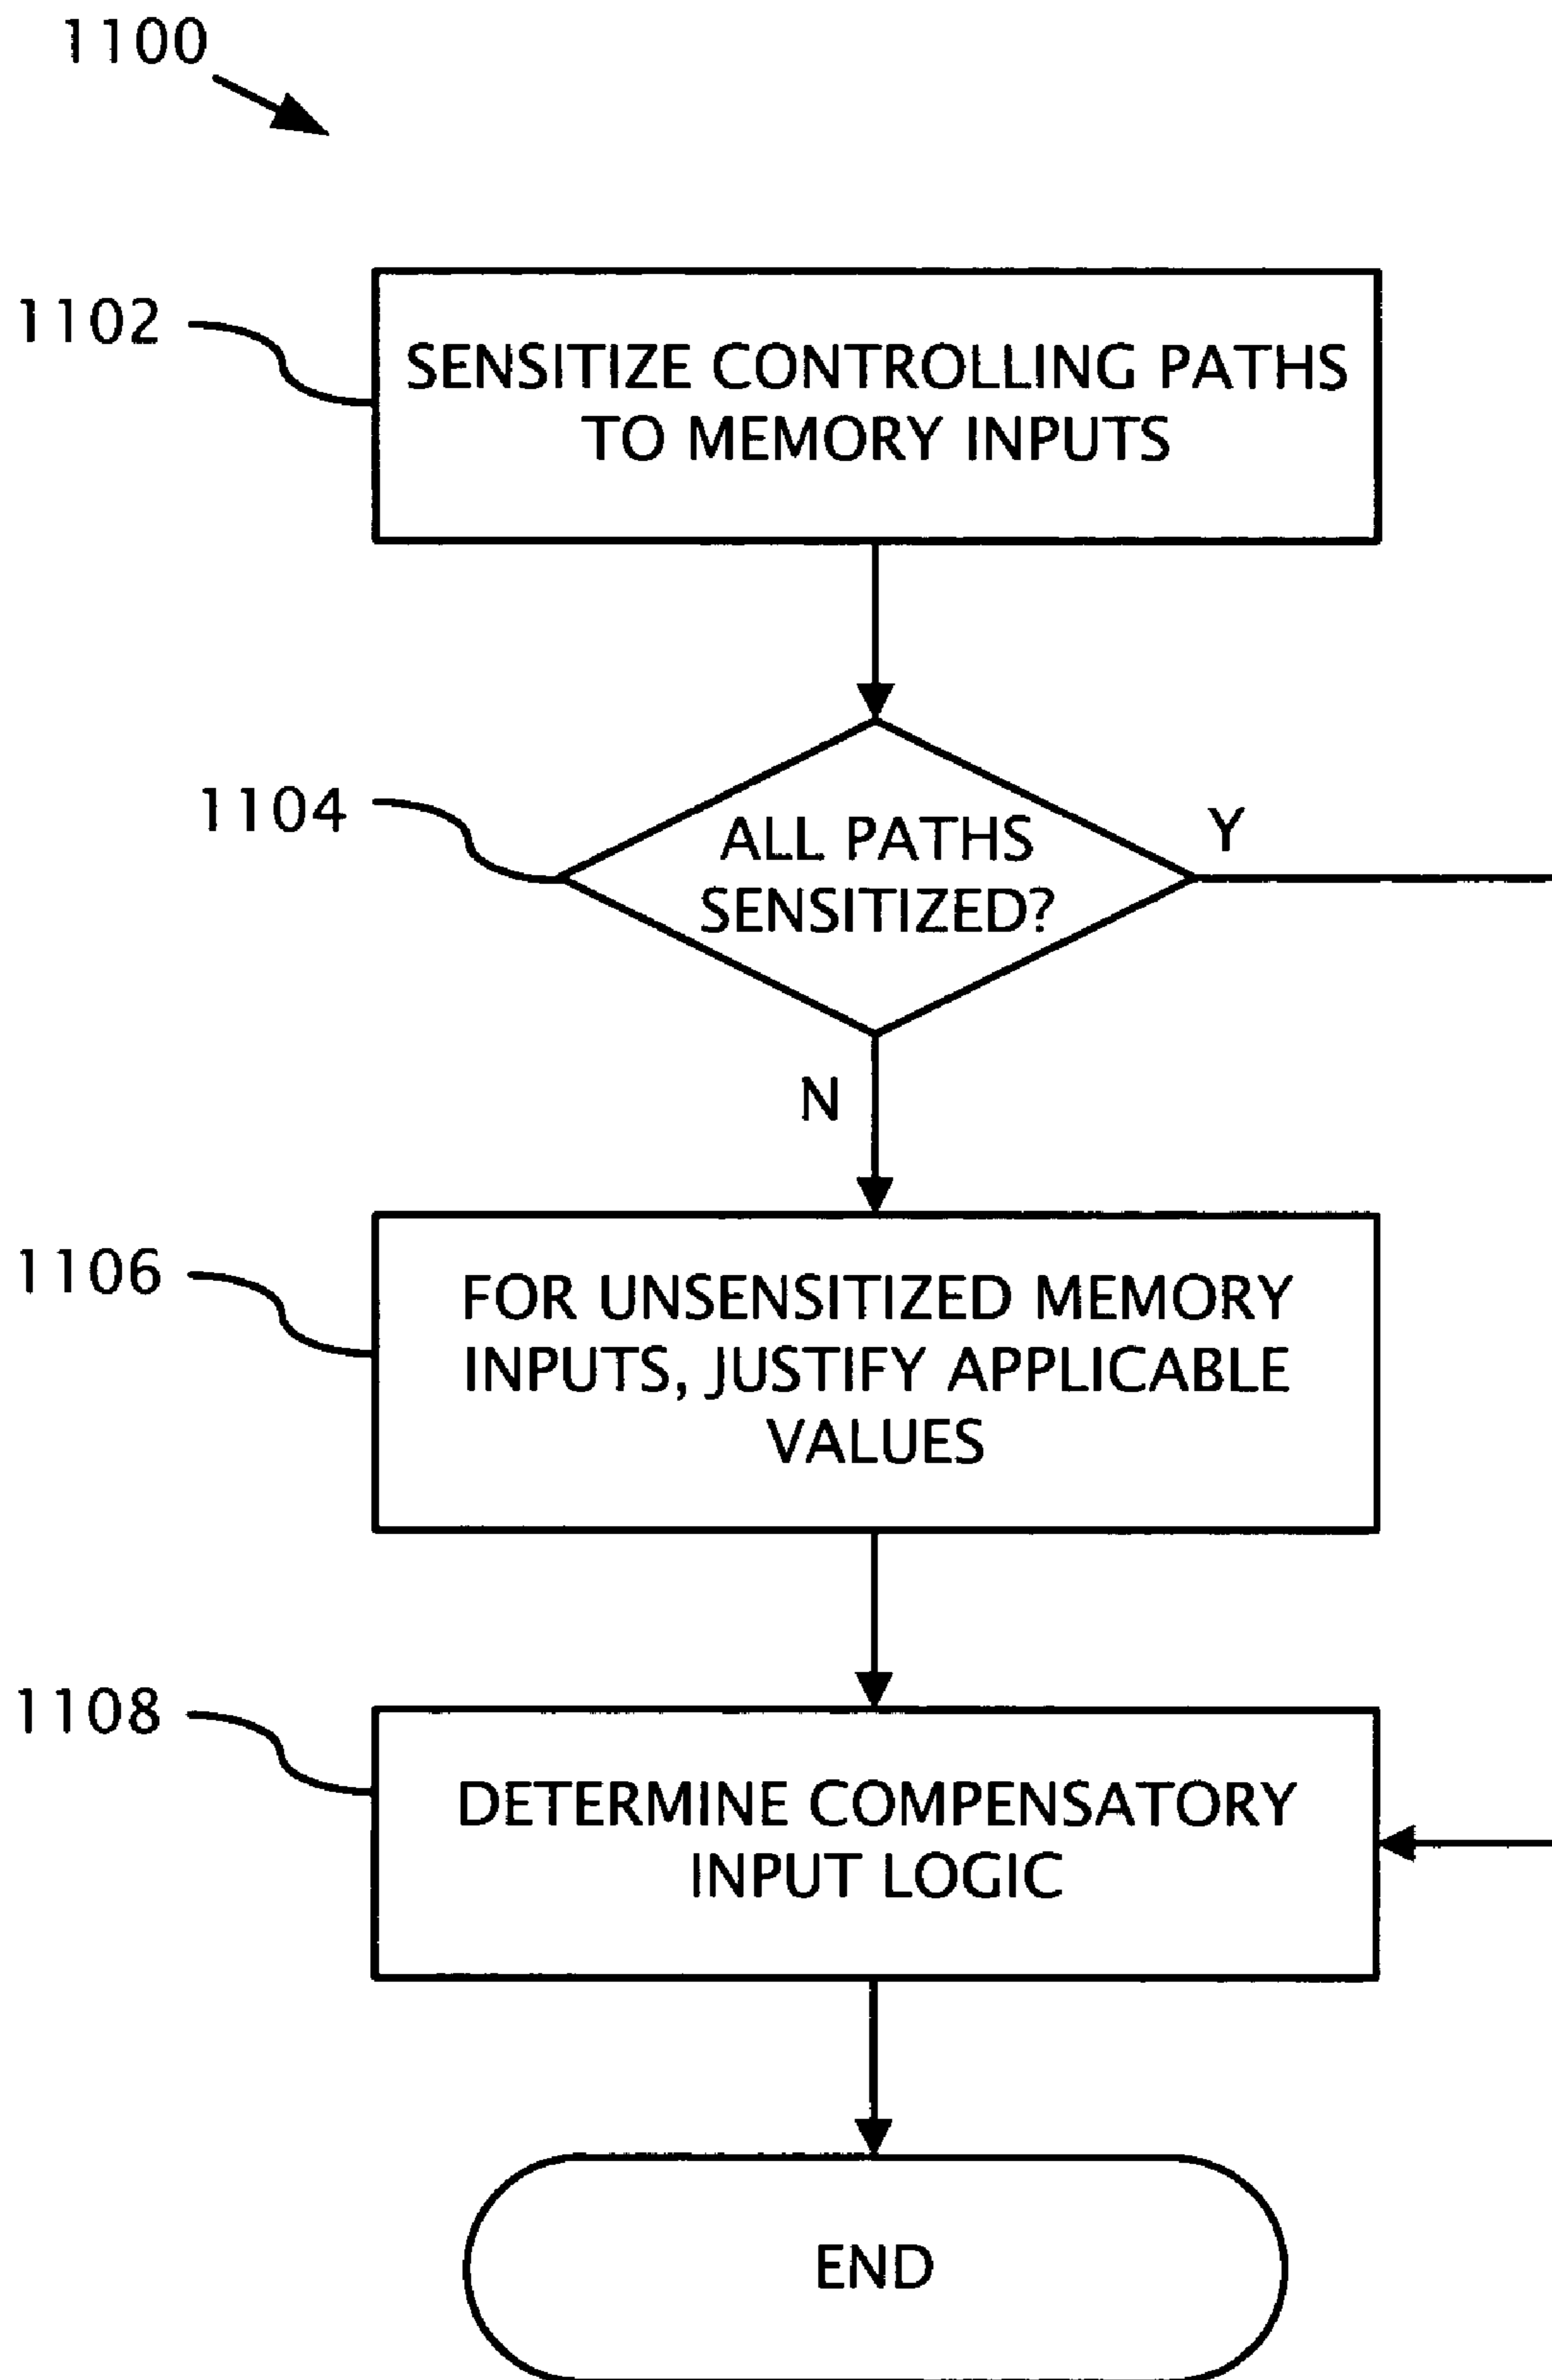 1100
1102
SENSITIZE CONTROLLING PATHS
TO MEMORY INPUTS
1104
ALL PATHS
SENSITIZED?
Y
N
1106
FOR UNSENSITIZED MEMORY
INPUTS, JUSTIFY APPLICABLE
VALUES
1108
DETERMINE COMPENSATORY
INPUT LOGIC
END